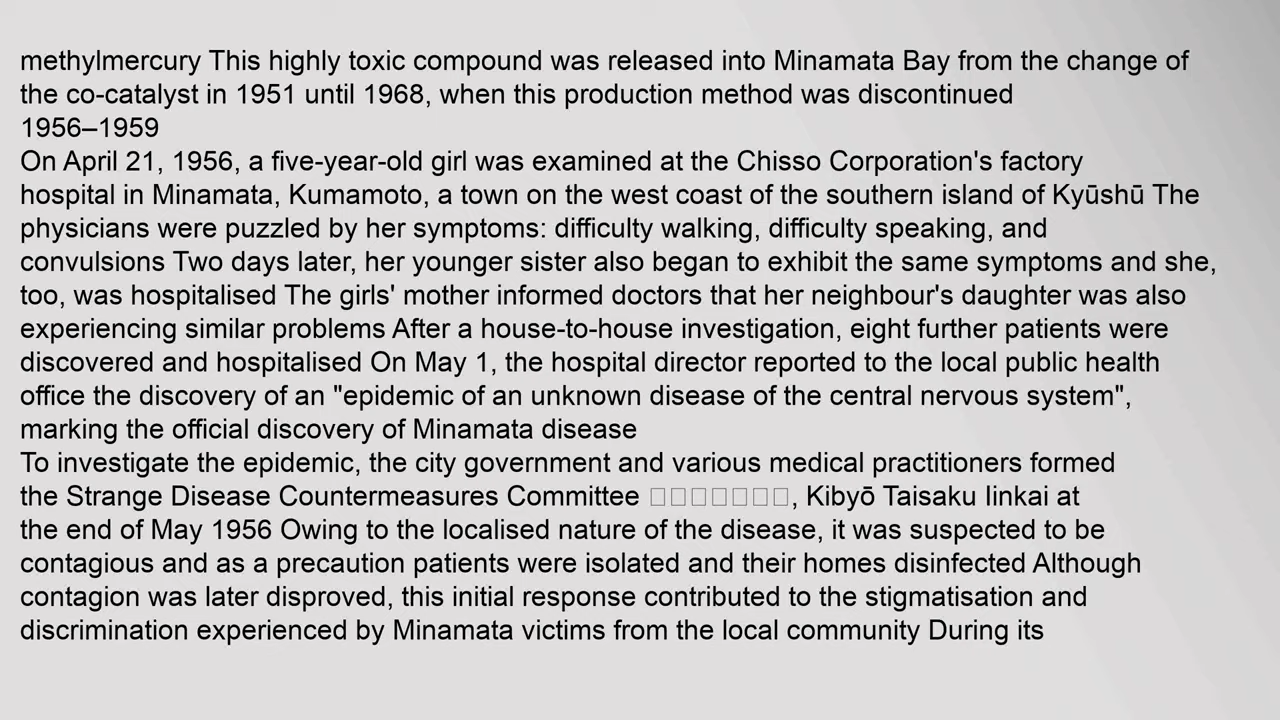 methylmercury This highly toxic compound was released into Minamata Bay from the change of
the co-catalyst in 1951 until 1968, when this production method was discontinued
1956–1959
On April 21, 1956, a five-year-old girl was examined at the Chisso Corporation's factory
hospital in Minamata, Kumamoto, a town on the west coast of the southern island of Kyūshū The
physicians were puzzled by her symptoms: difficulty walking, difficulty speaking, and
convulsions Two days later, her younger sister also began to exhibit the same symptoms and she,
too, was hospitalised The girls' mother informed doctors that her neighbour's daughter was also
experiencing similar problems After a house-to-house investigation, eight further patients were
discovered and hospitalised On May 1, the hospital director reported to the local public health
office the discovery of an "epidemic of an unknown disease of the central nervous system",
marking the official discovery of Minamata disease
To investigate the epidemic, the city government and various medical practitioners formed
the Strange Disease Countermeasures Committee □□□□□□□, Kibyō Taisaku Iinkai at
the end of May 1956 Owing to the localised nature of the disease, it was suspected to be
contagious and as a precaution patients were isolated and their homes disinfected Although
contagion was later disproved, this initial response contributed to the stigmatisation and
discrimination experienced by Minamata victims from the local community During its